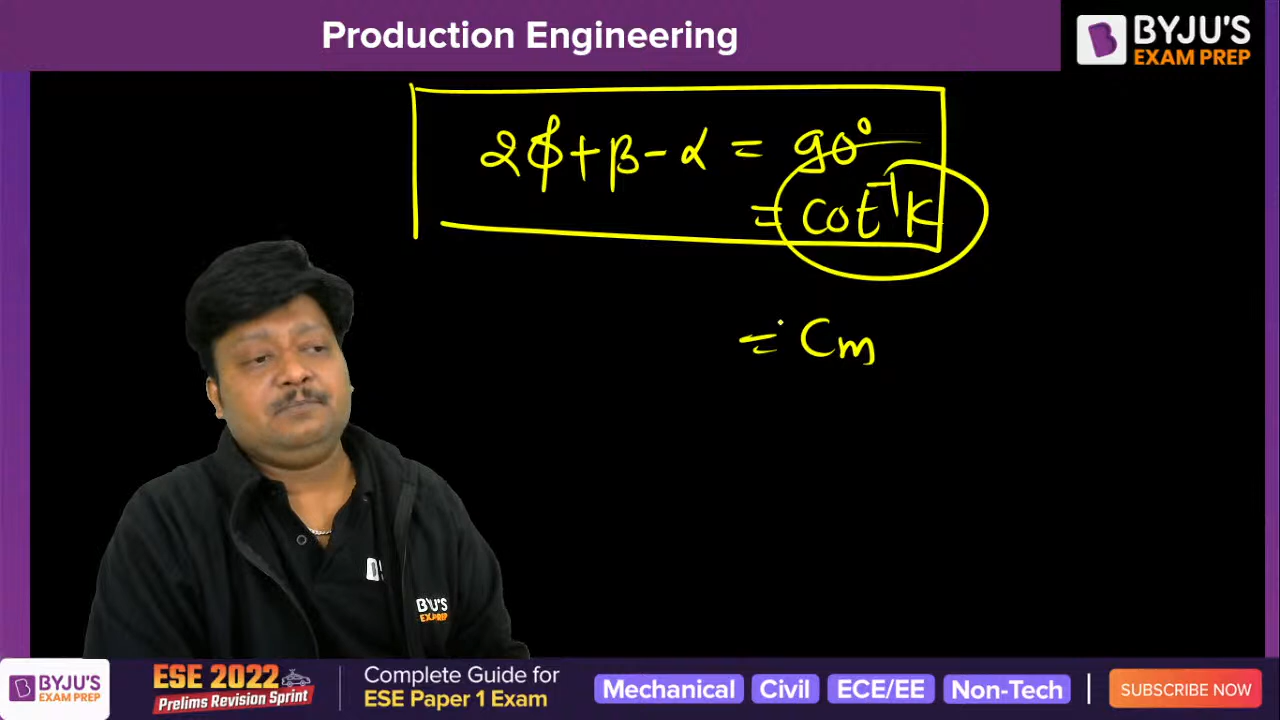 Production Engineering
BYJU'S
EXAM PREP
2ϕ+β-α = 90°
= cot⁻¹K
= Cm
BYJU'S
EXAM PREP
BYJU'S
EXAM PREP
ESE 2022
Prelims Revision Sprint
Complete Guide for
ESE Paper 1 Exam
Mechanical
Civil
ECE/EE
Non-Tech
SUBSCRIBE NOW